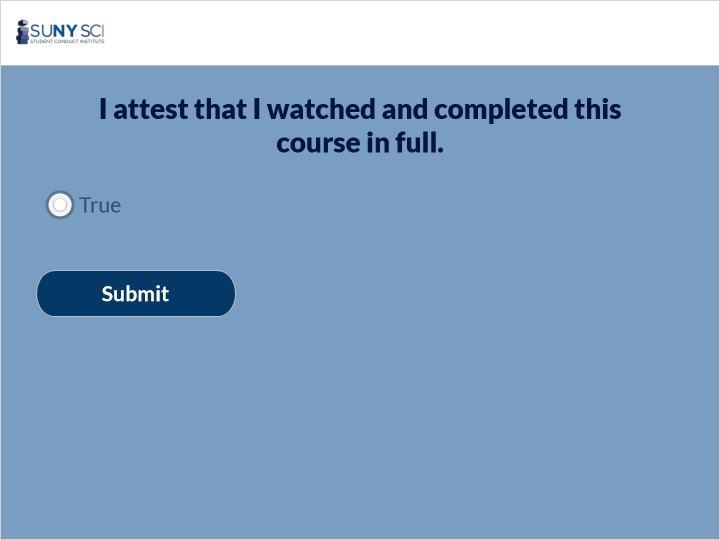 SUNY SCI
STUDENT CONDUCT INSTITUTE
I attest that I watched and completed this
course in full.
True
Submit